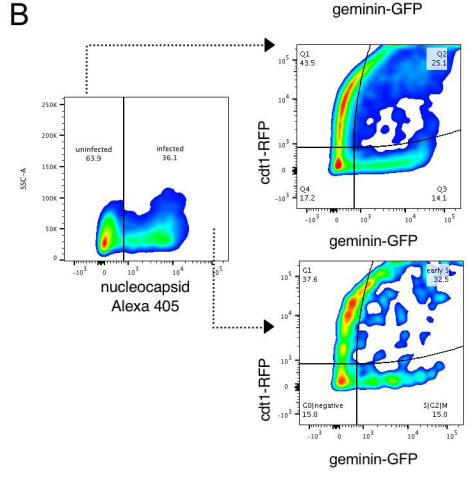 B
geminin-GFP
10^5
10^4
10^3
0
-10^3
cdt1-RFP
Q1
43.5
Q2
25.1
Q4
17.2
Q3
14.1
-10^3 0 10^3 10^4 10^5
geminin-GFP
250K
200K
150K
100K
50K
0
SSC-A
uninfected
63.9
infected
36.1
-10^3 0 10^3 10^4 10^5
nucleocapsid
Alexa 405
10^5
10^4
10^3
0
-10^3
cdt1-RFP
G1
37.6
early S
32.5
G0|negative
15.0
S|G2|M
15.0
-10^3 0 10^3 10^4 10^5
geminin-GFP